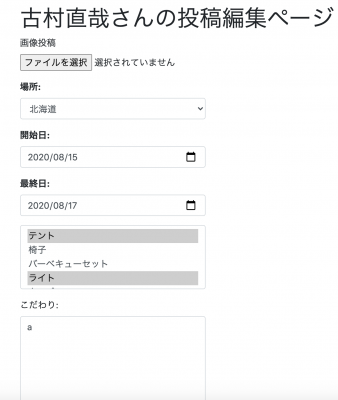 古村直哉さんの投稿編集ページ
画像投稿
ファイルを選択 選択されていません
場所:
北海道
開始日:
2020/08/15
最終日:
2020/08/17
テント
椅子
バーベキューセット
ライト
こだわり:
a